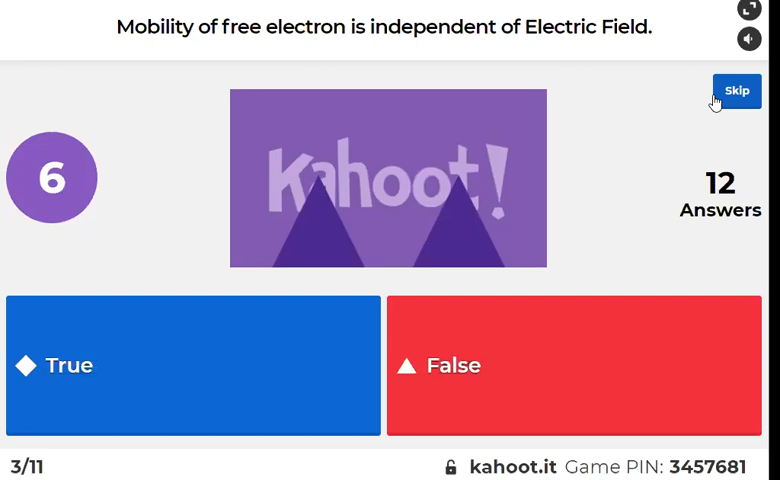 Mobility of free electron is independent of Electric Field.
Skip
6
Kahoot!
12
Answers
True
False
3/11
kahoot.it Game PIN: 3457681